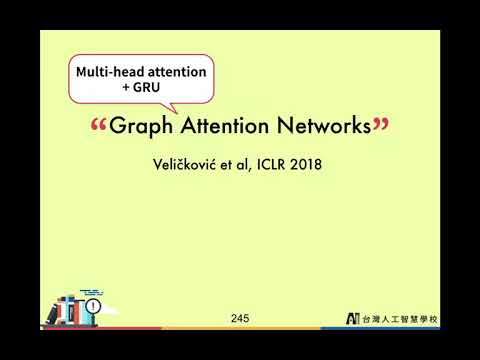 Multi-head attention
+ GRU
“Graph Attention Networks”
Veličković et al, ICLR 2018
245
AI 台灣人工智慧學校